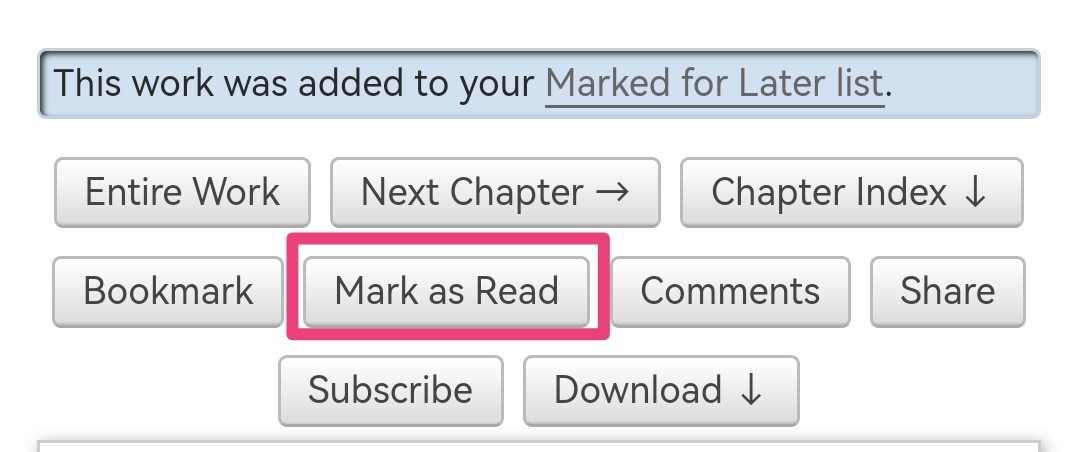 This work was added to your Marked for Later list.
Entire Work Next Chapter → Chapter Index ↓
Bookmark Mark as Read Comments Share
Subscribe Download ↓